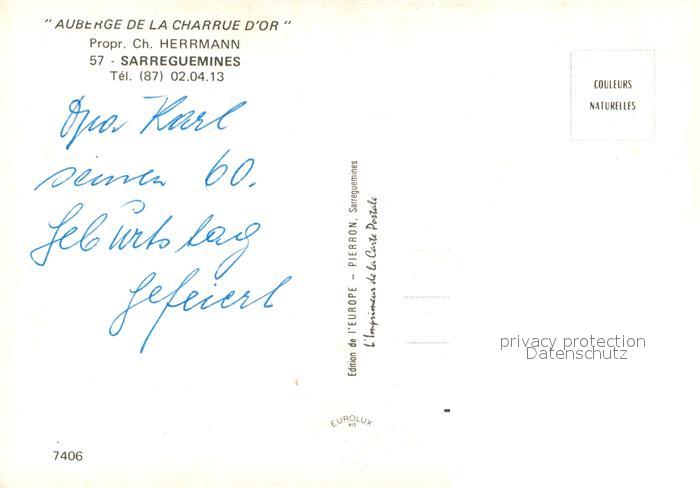 " AUBERGE DE LA CHARRUE D'OR "
Propr. Ch. HERRMANN
57 - SARREGUEMINES
Tél. (87) 02.04.13
Opa Karl
seinen 60.
Geburtstag
gefeiert
COULEURS
NATURELLES
Edition de l'EUROPE - PIERRON, Sarreguemines
L'Imprimeur de la Carte Postale
privacy protection
Datenschutz
EUROLUX
7406